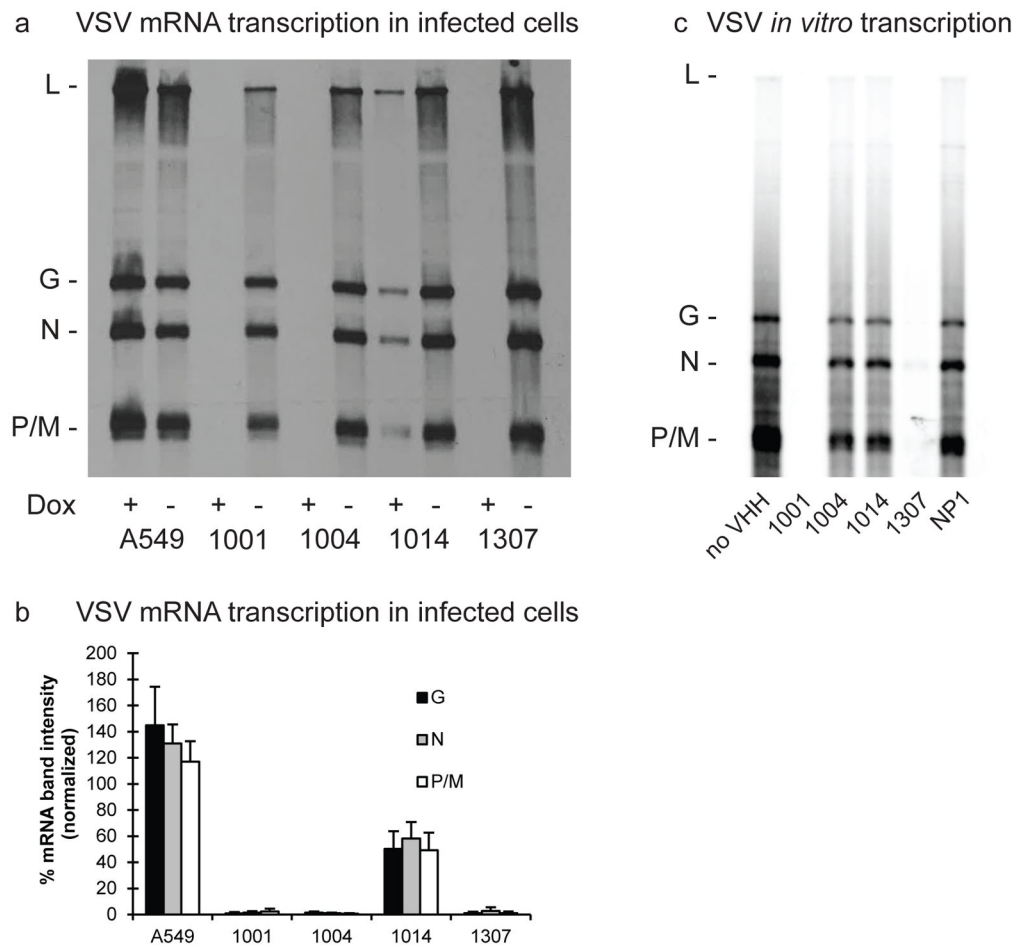 a VSV mRNA transcription in infected cells
L -
G -
N -
P/M -
Dox + - + - + - + - + -
A549 1001 1004 1014 1307
b VSV mRNA transcription in infected cells
% mRNA band intensity
(normalized)
200
180
160
140
120
100
80
60
40
20
0
G
N
P/M
A549 1001 1004 1014 1307
c VSV in vitro transcription
L -
G -
N -
P/M -
no VHH 1001 1004 1014 1307 NP1